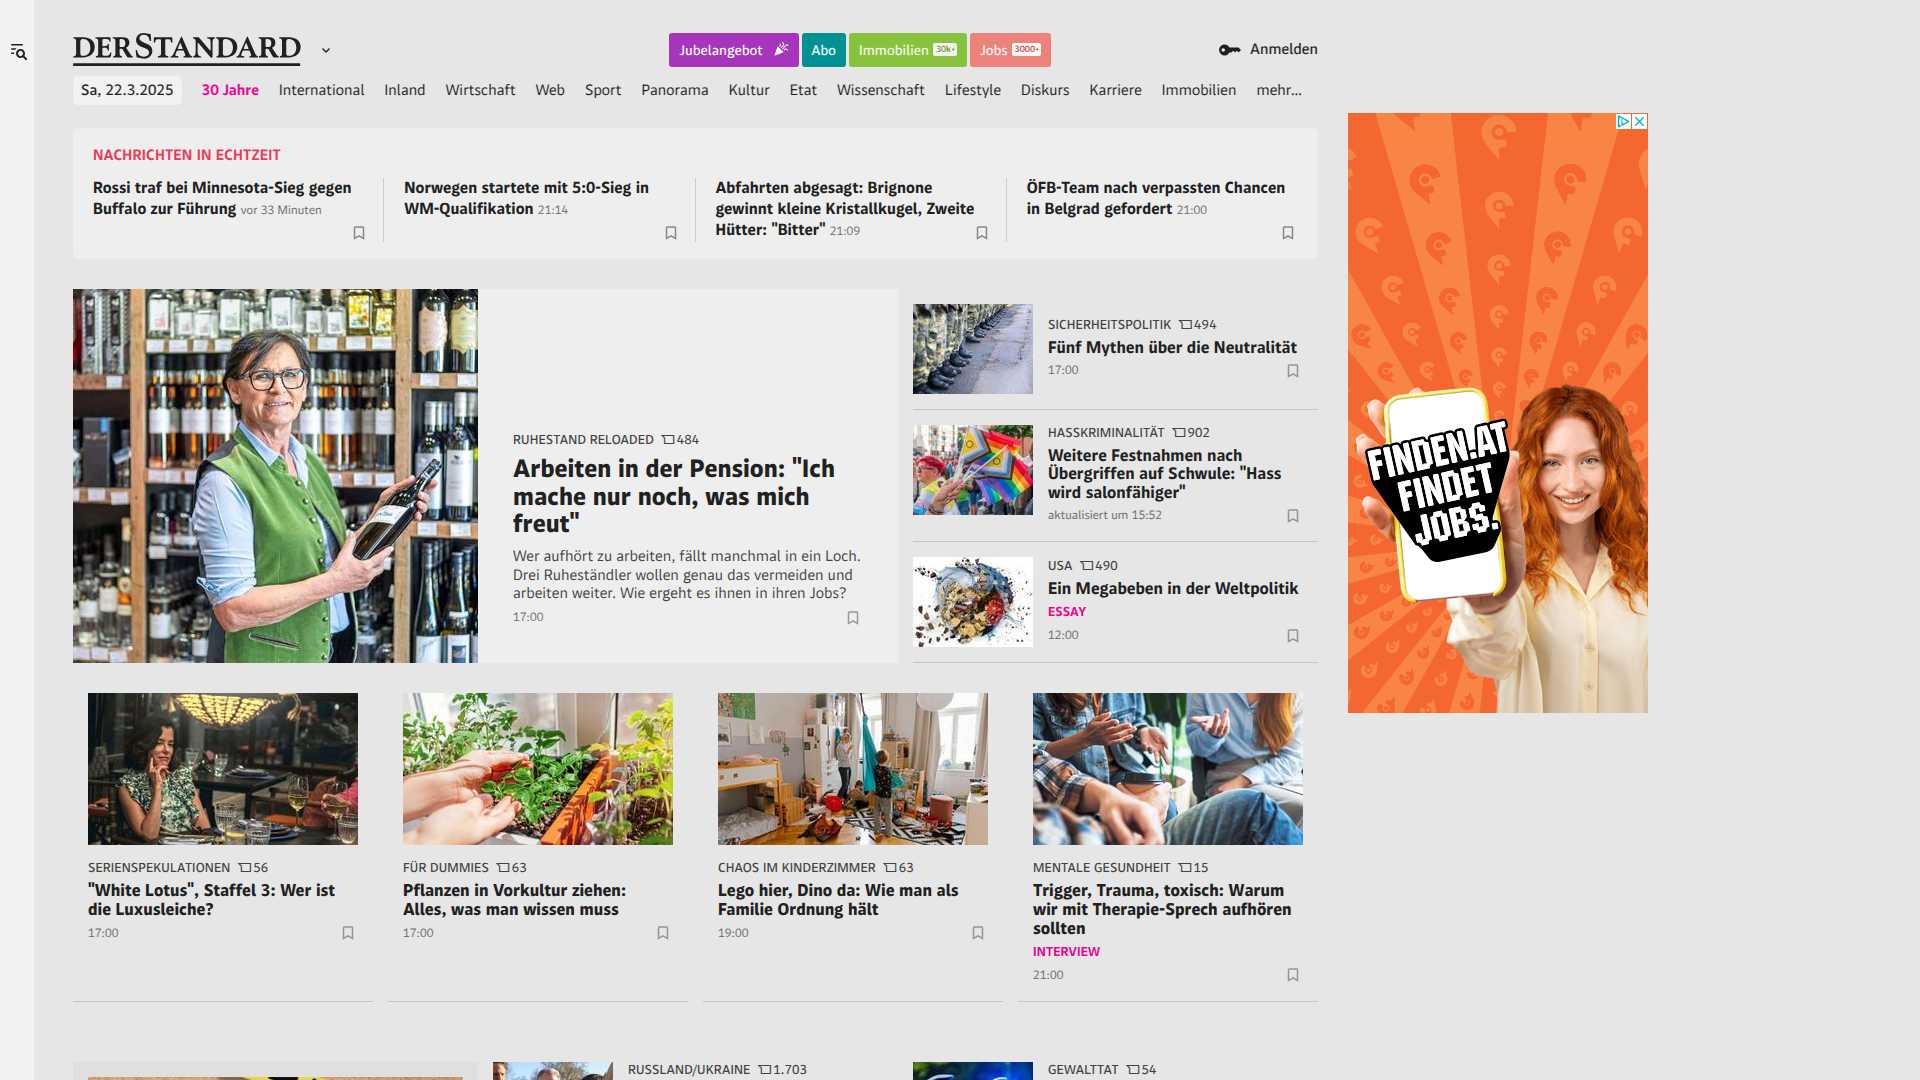 DERSTANDARD
Jubelangebot
Abo
Immobilien 30k+
Jobs 3000+
Anmelden
Sa, 22.3.2025
30 Jahre
International
Inland
Wirtschaft
Web
Sport
Panorama
Kultur
Etat
Wissenschaft
Lifestyle
Diskurs
Karriere
Immobilien
mehr...
NACHRICHTEN IN ECHTZEIT
Rossi traf bei Minnesota-Sieg gegen
Buffalo zur Führung vor 33 Minuten
Norwegen startete mit 5:0-Sieg in
WM-Qualifikation 21:14
Abfahrten abgesagt: Brignone
gewinnt kleine Kristallkugel, Zweite
Hütter: "Bitter" 21:09
ÖFB-Team nach verpassten Chancen
in Belgrad gefordert 21:00
RUHESTAND RELOADED 484
Arbeiten in der Pension: "Ich
mache nur noch, was mich
freut"
Wer aufhört zu arbeiten, fällt manchmal in ein Loch.
Drei Ruheständler wollen genau das vermeiden und
arbeiten weiter. Wie ergeht es ihnen in ihren Jobs?
17:00
SICHERHEITSPOLITIK 494
Fünf Mythen über die Neutralität
17:00
HASSKRIMINALITÄT 902
Weitere Festnahmen nach
Übergriffen auf Schwule: "Hass
wird salonfähiger"
aktualisiert um 15:52
USA 490
Ein Megabeben in der Weltpolitik
ESSAY
12:00
FINDEN.AT
FINDET
JOBS.
SERIENSPEKULATIONEN 56
"White Lotus", Staffel 3: Wer ist
die Luxusleiche?
17:00
FÜR DUMMIES 63
Pflanzen in Vorkultur ziehen:
Alles, was man wissen muss
17:00
CHAOS IM KINDERZIMMER 63
Lego hier, Dino da: Wie man als
Familie Ordnung hält
19:00
MENTALE GESUNDHEIT 15
Trigger, Trauma, toxisch: Warum
wir mit Therapie-Sprech aufhören
sollten
INTERVIEW
21:00
RUSSLAND/UKRAINE 1.703
GEWALTTAT 54